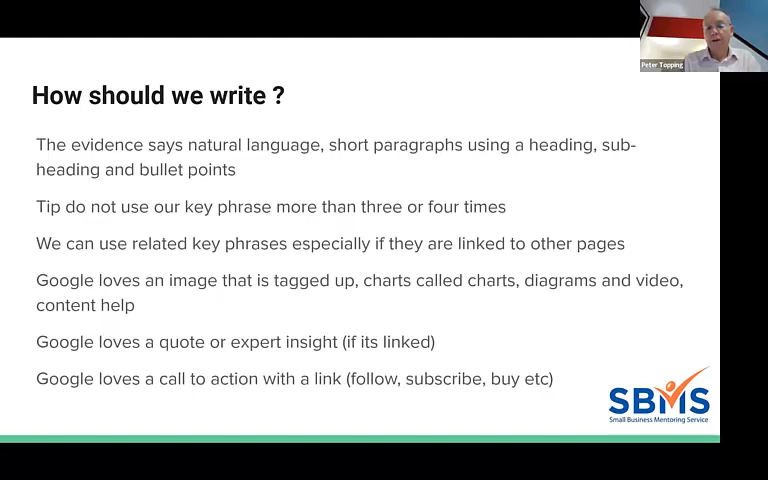 Peter Topping
How should we write ?
The evidence says natural language, short paragraphs using a heading, sub-
heading and bullet points
Tip do not use our key phrase more than three or four times
We can use related key phrases especially if they are linked to other pages
Google loves an image that is tagged up, charts called charts, diagrams and video,
content help
Google loves a quote or expert insight (if its linked)
Google loves a call to action with a link (follow, subscribe, buy etc)
SBMS
Small Business Mentoring Service